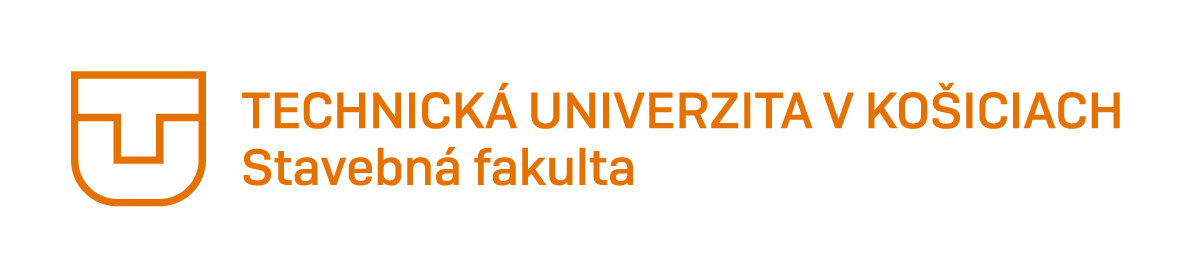 TECHNICKÁ UNIVERZITA V KOŠICIACH
Stavebná fakulta